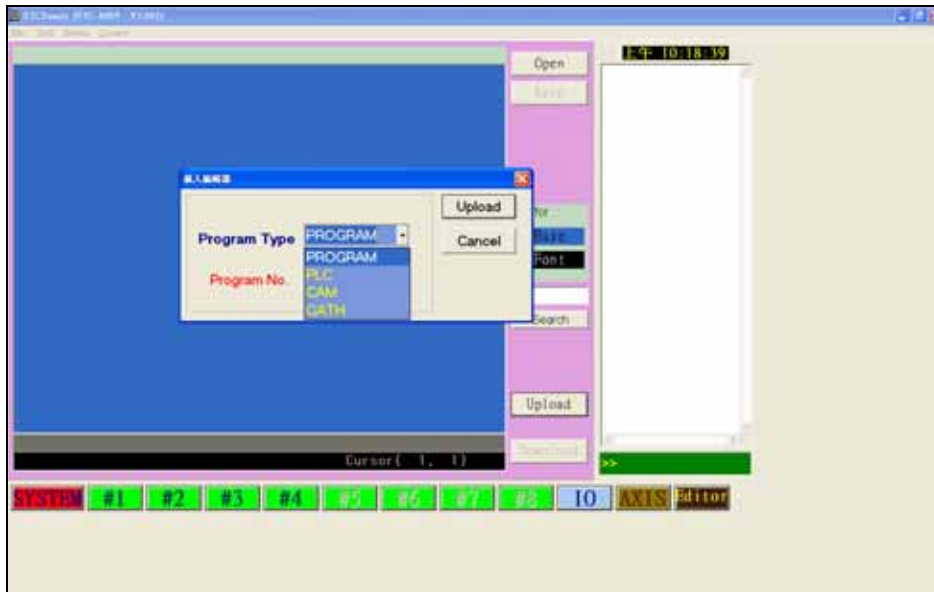 Open
上午 10:18:39
Upload
Program Type
PROGRAM
Cancel
PROGRAM
Program No.
PLC
CAM
GATH
Font
Search
Upload
Cursor( 1, 1)
>>
SYSTEM
#1
#2
#3
#4
#5
#6
#7
#8
IO
AXIS
Editor